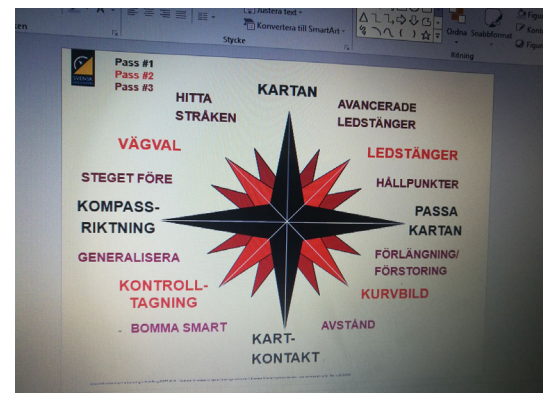 Justera text
Konvertera till SmartArt
Stycke
Ordna
Snabbformat
Ritning
Pass #1
Pass #2
Pass #3
KARTAN
HITTA
STRÅKEN
AVANCERADE
LEDSTÄNGER
VÄGVAL
LEDSTÄNGER
STEGET FÖRE
HÅLLPUNKTER
KOMPASS-
RIKTNING
PASSA
KARTAN
GENERALISERA
FÖRLÄNGNING/
FÖRSTORING
KONTROLL-
TAGNING
KURVBILD
BOMMA SMART
AVSTÅND
KART-
KONTAKT